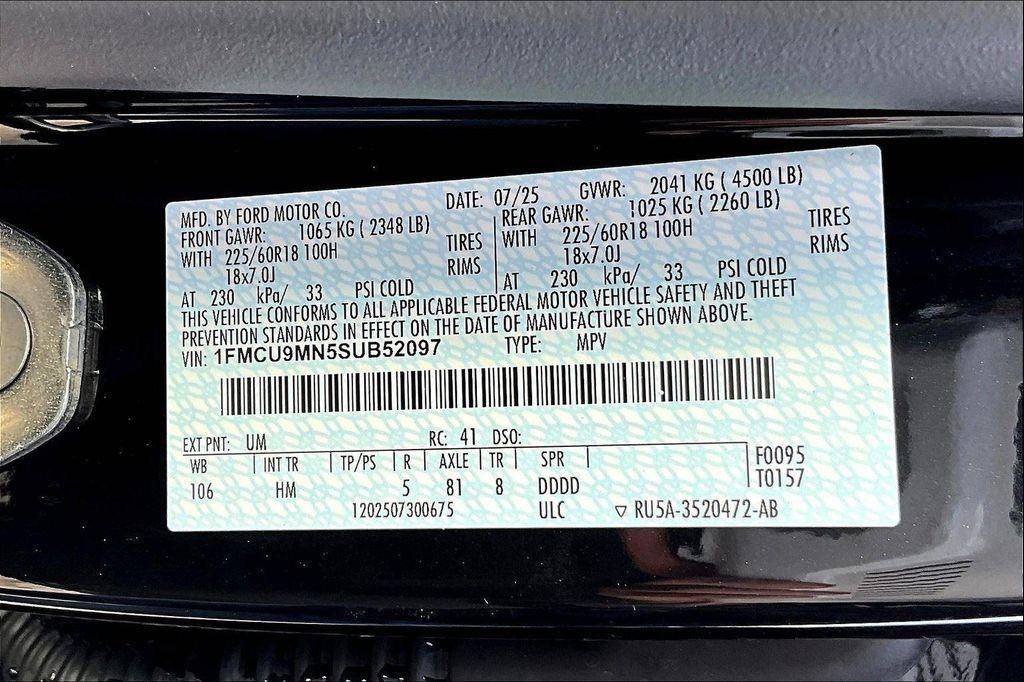 MFD. BY FORD MOTOR CO. DATE: 07/25 GVWR: 2041 KG ( 4500 LB)
FRONT GAWR: 1065 KG ( 2348 LB) REAR GAWR: 1025 KG ( 2260 LB)
WITH 225/60R18 100H TIRES WITH 225/60R18 100H TIRES
18x7.0J RIMS 18x7.0J RIMS
AT 230 kPa/ 33 PSI COLD AT 230 kPa/ 33 PSI COLD
THIS VEHICLE CONFORMS TO ALL APPLICABLE FEDERAL MOTOR VEHICLE SAFETY AND THEFT
PREVENTION STANDARDS IN EFFECT ON THE DATE OF MANUFACTURE SHOWN ABOVE.
VIN: 1FMCU9MN5SUB52097 TYPE: MPV
EXT PNT: UM RC: 41 DSO:
WB INT TR TP/PS R AXLE TR SPR F0095
106 HM 5 81 8 DDDD T0157
1202507300675 ULC ▽ RU5A-3520472-AB